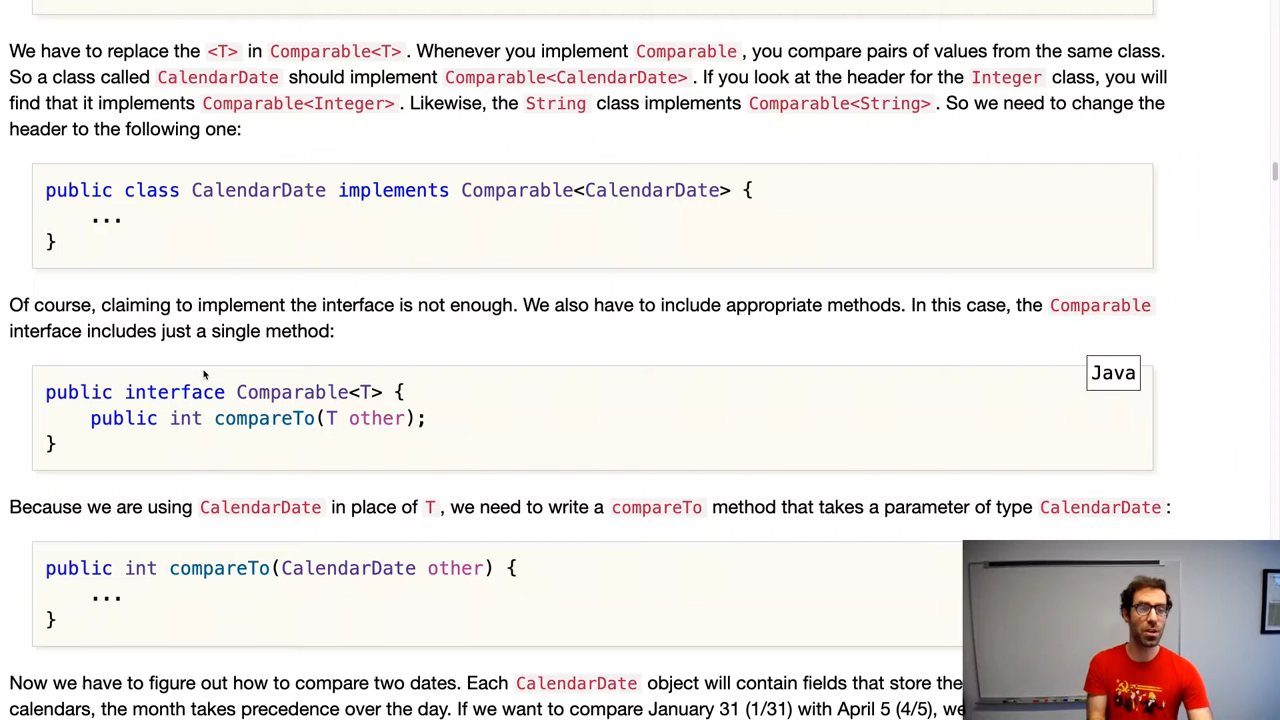 We have to replace the <T> in Comparable<T>. Whenever you implement Comparable, you compare pairs of values from the same class.
So a class called CalendarDate should implement Comparable<CalendarDate>. If you look at the header for the Integer class, you will
find that it implements Comparable<Integer>. Likewise, the String class implements Comparable<String>. So we need to change the
header to the following one:
public class CalendarDate implements Comparable<CalendarDate> {
...
}
Of course, claiming to implement the interface is not enough. We also have to include appropriate methods. In this case, the Comparable
interface includes just a single method:
Java
public interface Comparable<T> {
public int compareTo(T other);
}
Because we are using CalendarDate in place of T, we need to write a compareTo method that takes a parameter of type CalendarDate:
public int compareTo(CalendarDate other) {
...
}
Now we have to figure out how to compare two dates. Each CalendarDate object will contain fields that store the
calendars, the month takes precedence over the day. If we want to compare January 31 (1/31) with April 5 (4/5), we